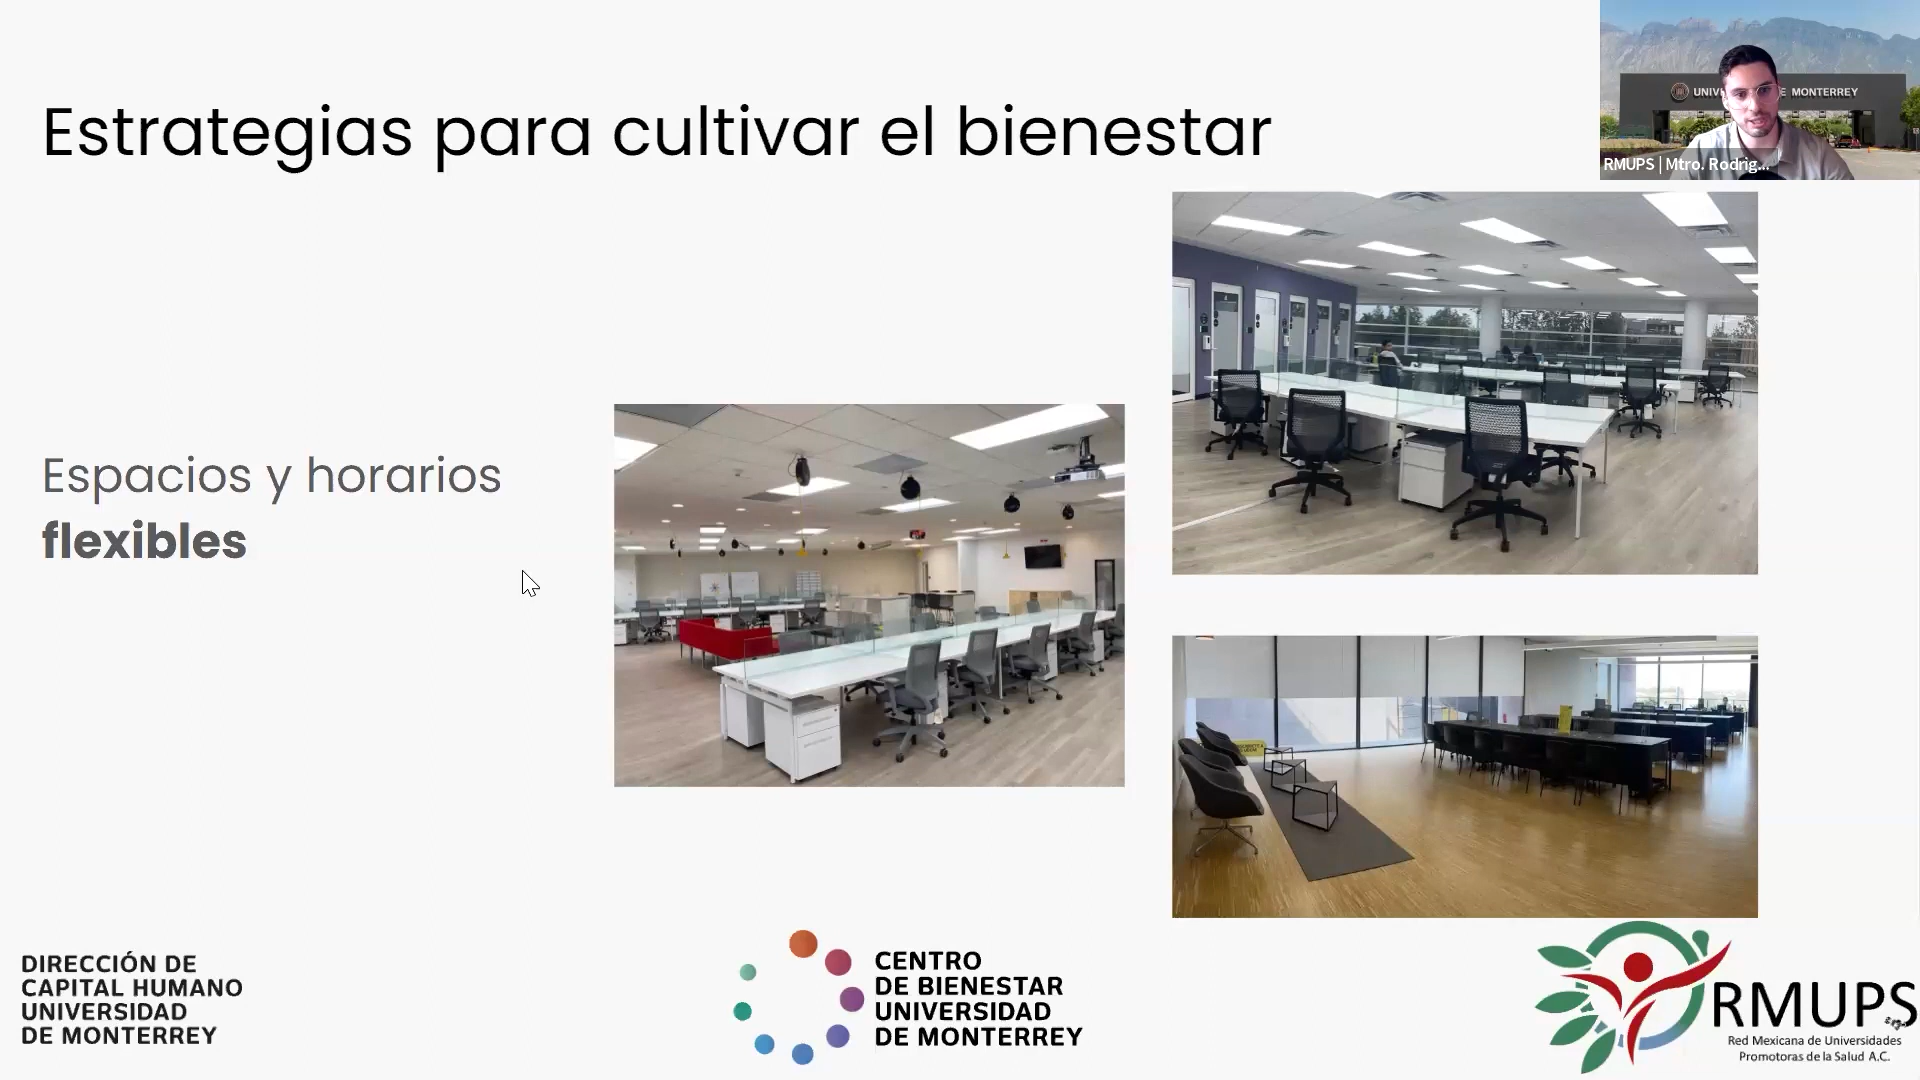 Estrategias para cultivar el bienestar
MONTERREY
RMUPS | Mtro. Rodrig...
Espacios y horarios
flexibles
DIRECCIÓN DE
CAPITAL HUMANO
UNIVERSIDAD
DE MONTERREY
CENTRO
DE BIENESTAR
UNIVERSIDAD
DE MONTERREY
RMUPS
Red Mexicana de Universidades
Promotoras de la Salud A.C.